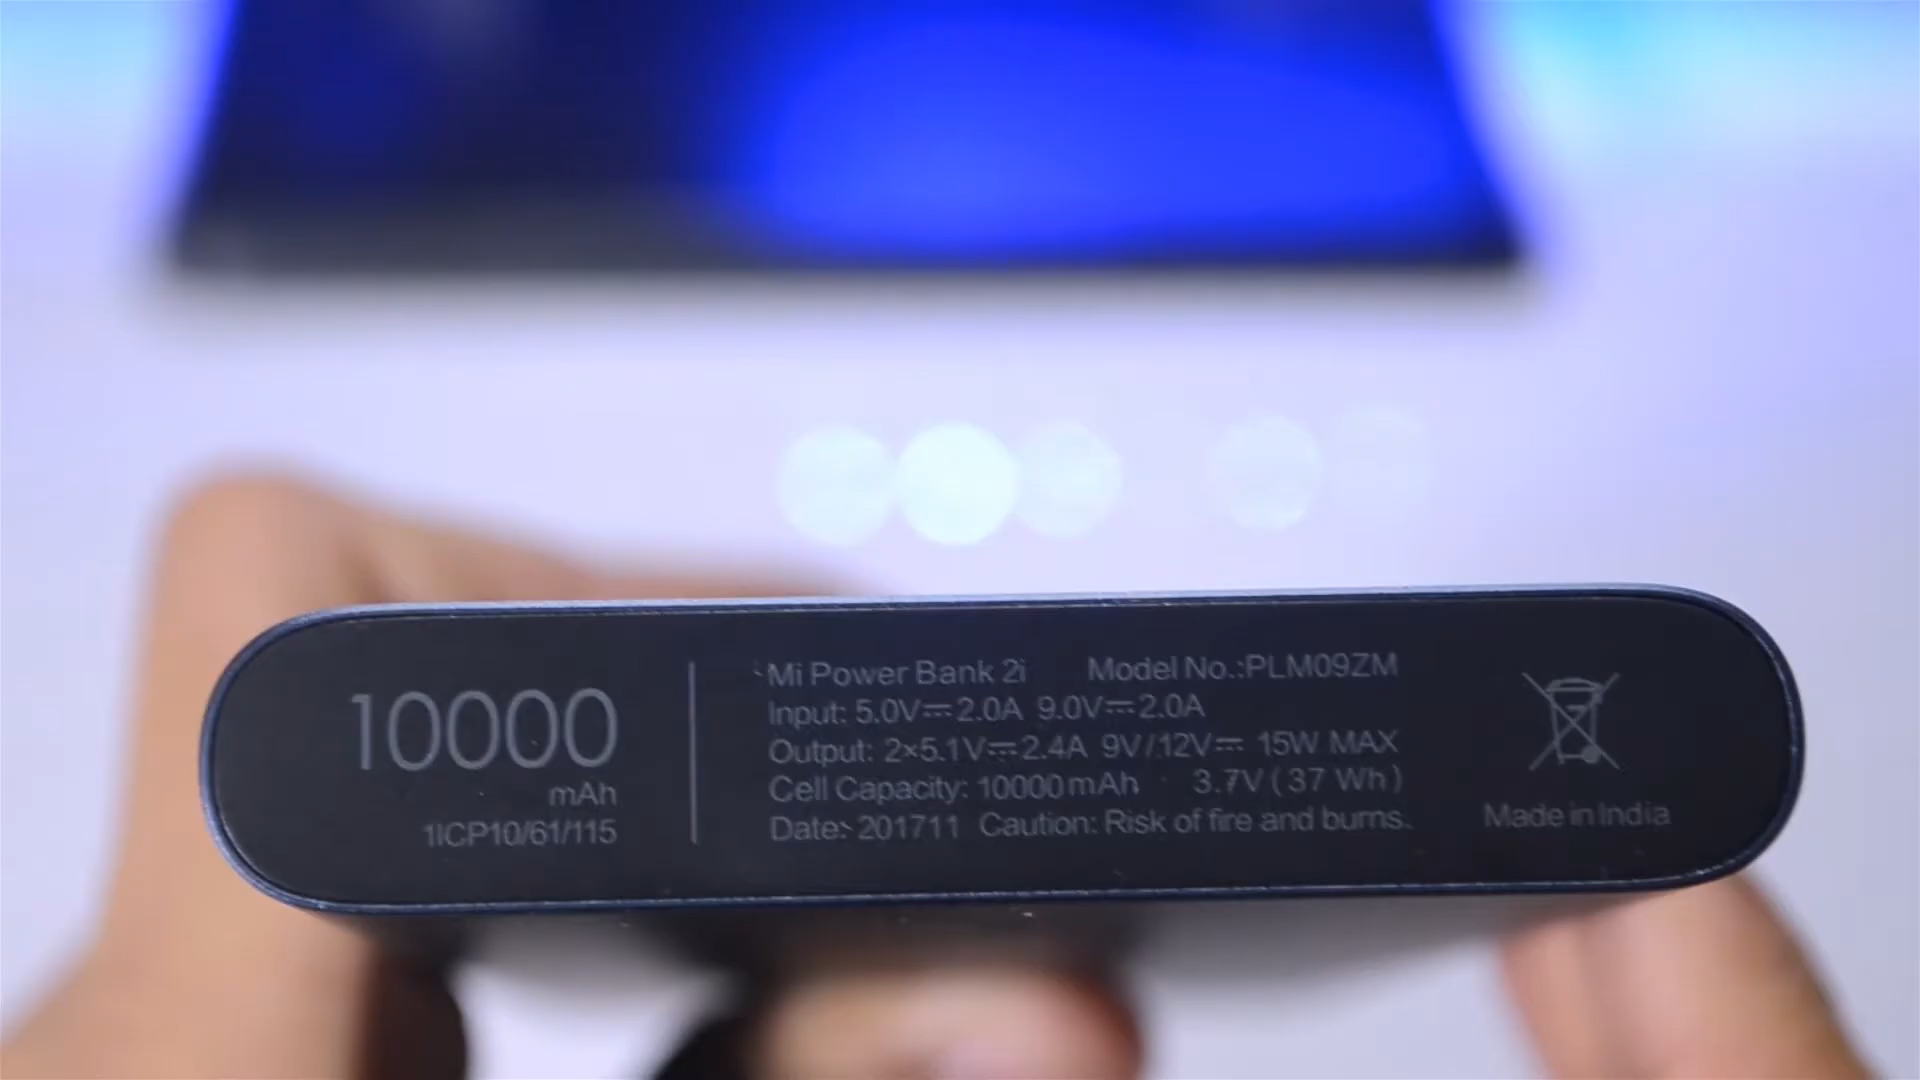 10000
mAh
1ICP10/61/115
Mi Power Bank 2i Model No.:PLM09ZM
Input: 5.0V⎓2.0A 9.0V⎓2.0A
Output: 2×5.1V⎓2.4A 9V/12V⎓ 15W MAX
Cell Capacity: 10000mAh 3.7V(37 Wh)
Date: 201711 Caution: Risk of fire and burns.
Made in India